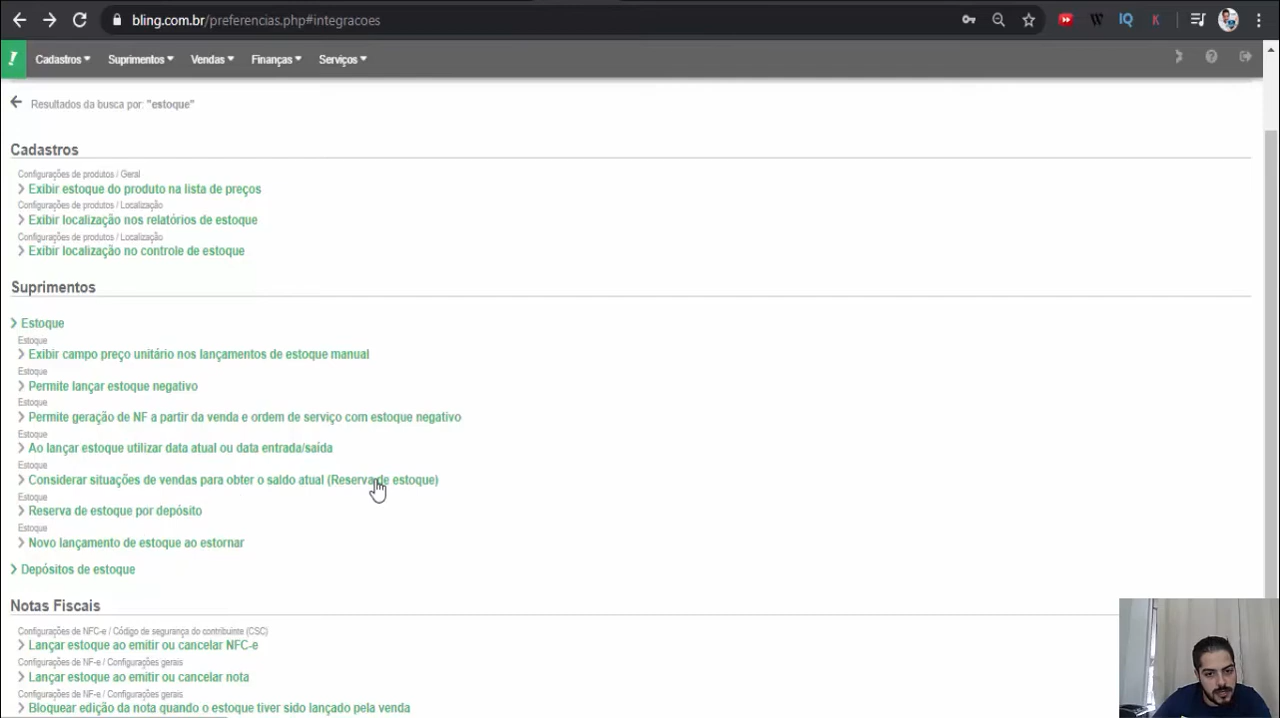 bling.com.br/preferencias.php#integracoes
Cadastros Suprimentos Vendas Finanças Serviços
Resultados da busca por: "estoque"
Cadastros
Configurações de produtos / Geral
Exibir estoque do produto na lista de preços
Configurações de produtos / Localização
Exibir localização nos relatórios de estoque
Configurações de produtos / Localização
Exibir localização no controle de estoque
Suprimentos
Estoque
Estoque
Exibir campo preço unitário nos lançamentos de estoque manual
Estoque
Permite lançar estoque negativo
Estoque
Permite geração de NF a partir da venda e ordem de serviço com estoque negativo
Estoque
Ao lançar estoque utilizar data atual ou data entrada/saída
Estoque
Considerar situações de vendas para obter o saldo atual (Reserva de estoque)
Estoque
Reserva de estoque por depósito
Estoque
Novo lançamento de estoque ao estornar
Depósitos de estoque
Notas Fiscais
Configurações de NFC-e / Código de segurança do contribuinte (CSC)
Lançar estoque ao emitir ou cancelar NFC-e
Configurações de NF-e / Configurações gerais
Lançar estoque ao emitir ou cancelar nota
Configurações de NF-e / Configurações gerais
Bloquear edição da nota quando o estoque tiver sido lançado pela venda